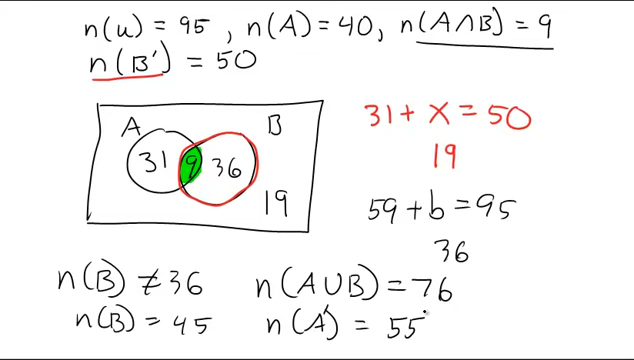 n(u) = 95 , n(A) = 40, n(A∩B) = 9
n(B') = 50
A B
31 9 36
19
31 + x = 50
19
59 + b = 95
36
n(B) ≠ 36 n(A∪B) = 76
n(B) = 45 n(A') = 55